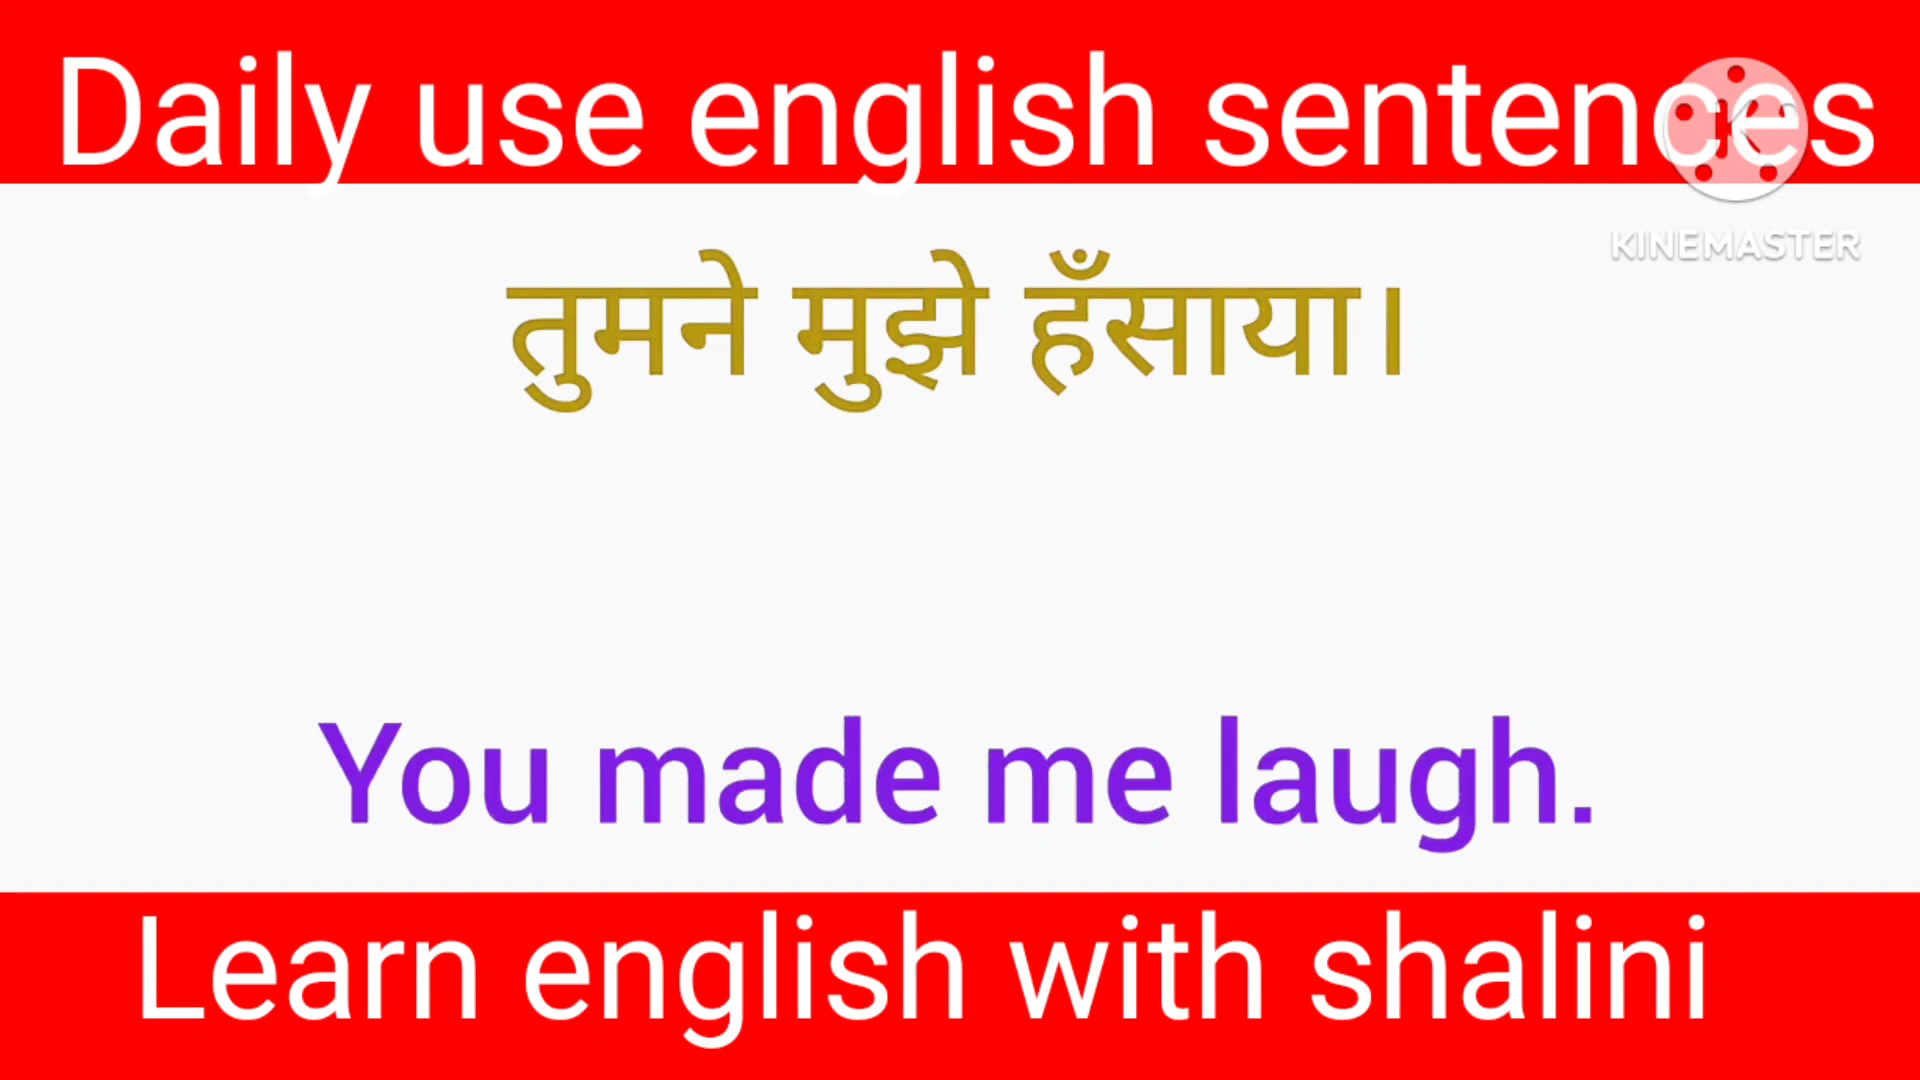 Daily use english sentences
KINEMASTER
तुमने मुझे हँसाया।
You made me laugh.
Learn english with shalini